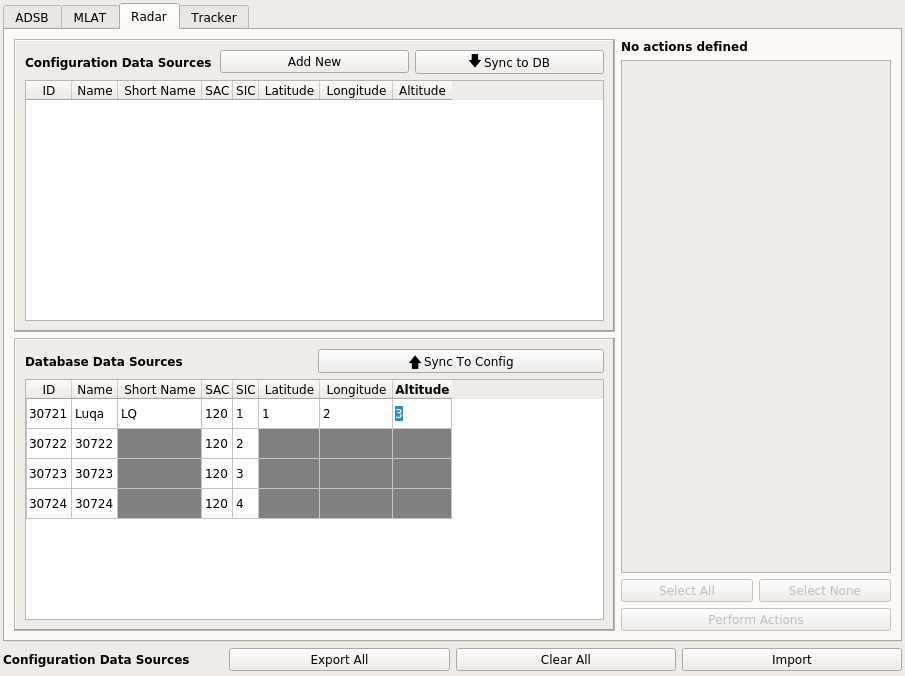 ADSB MLAT Radar Tracker
Configuration Data Sources Add New Sync to DB
ID Name Short Name SAC SIC Latitude Longitude Altitude
No actions defined
Database Data Sources Sync To Config
ID Name Short Name SAC SIC Latitude Longitude Altitude
30721 Luqa LQ 120 1 1 2 3
30722 30722 120 2
30723 30723 120 3
30724 30724 120 4
Select All Select None
Perform Actions
Configuration Data Sources Export All Clear All Import